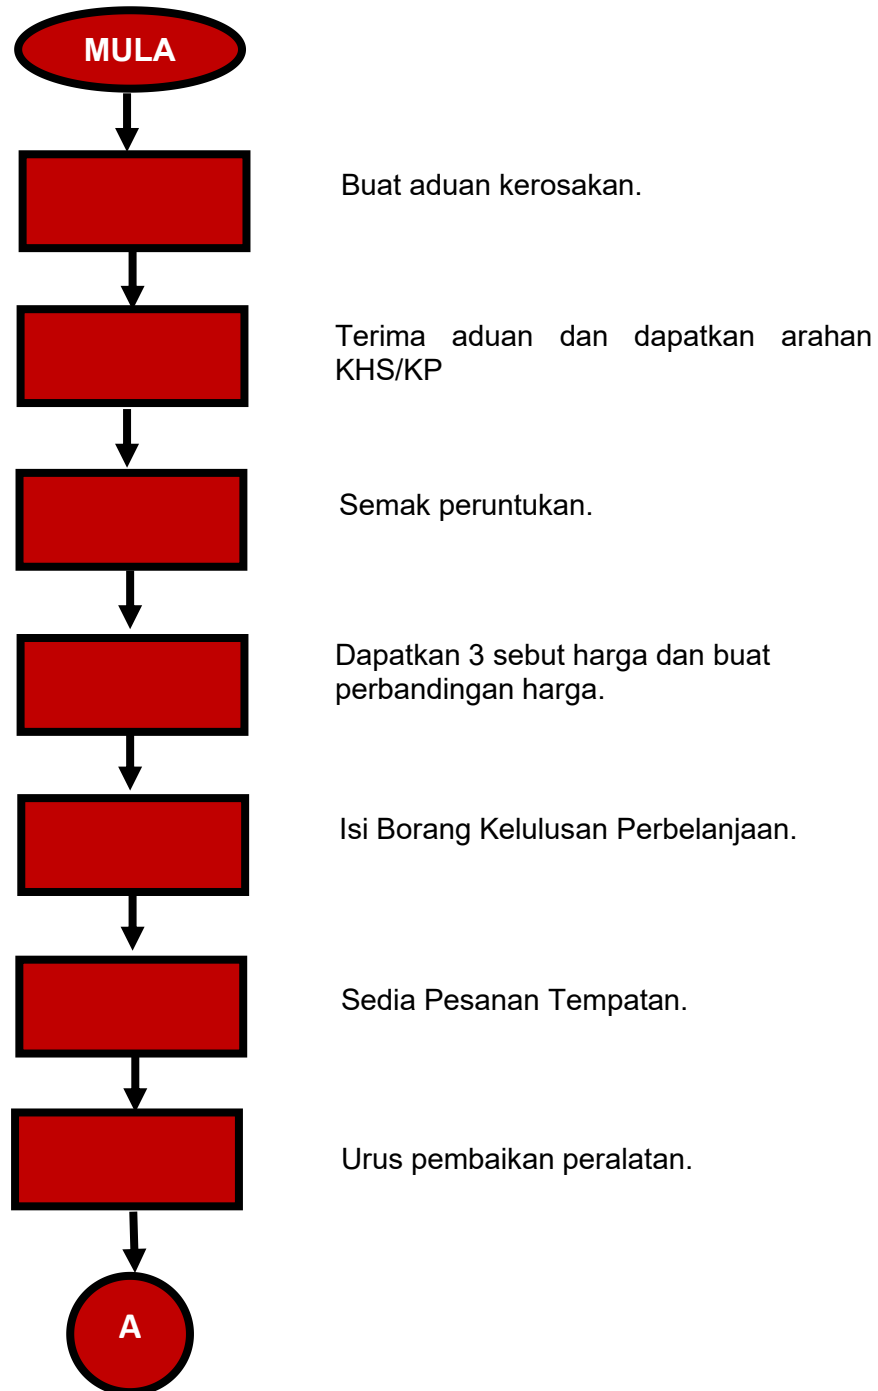 MULA
Buat aduan kerosakan.
Terima aduan dan dapatkan arahan
KHS/KP
Semak peruntukan.
Dapatkan 3 sebut harga dan buat
perbandingan harga.
Isi Borang Kelulusan Perbelanjaan.
Sedia Pesanan Tempatan.
Urus pembaikan peralatan.
A